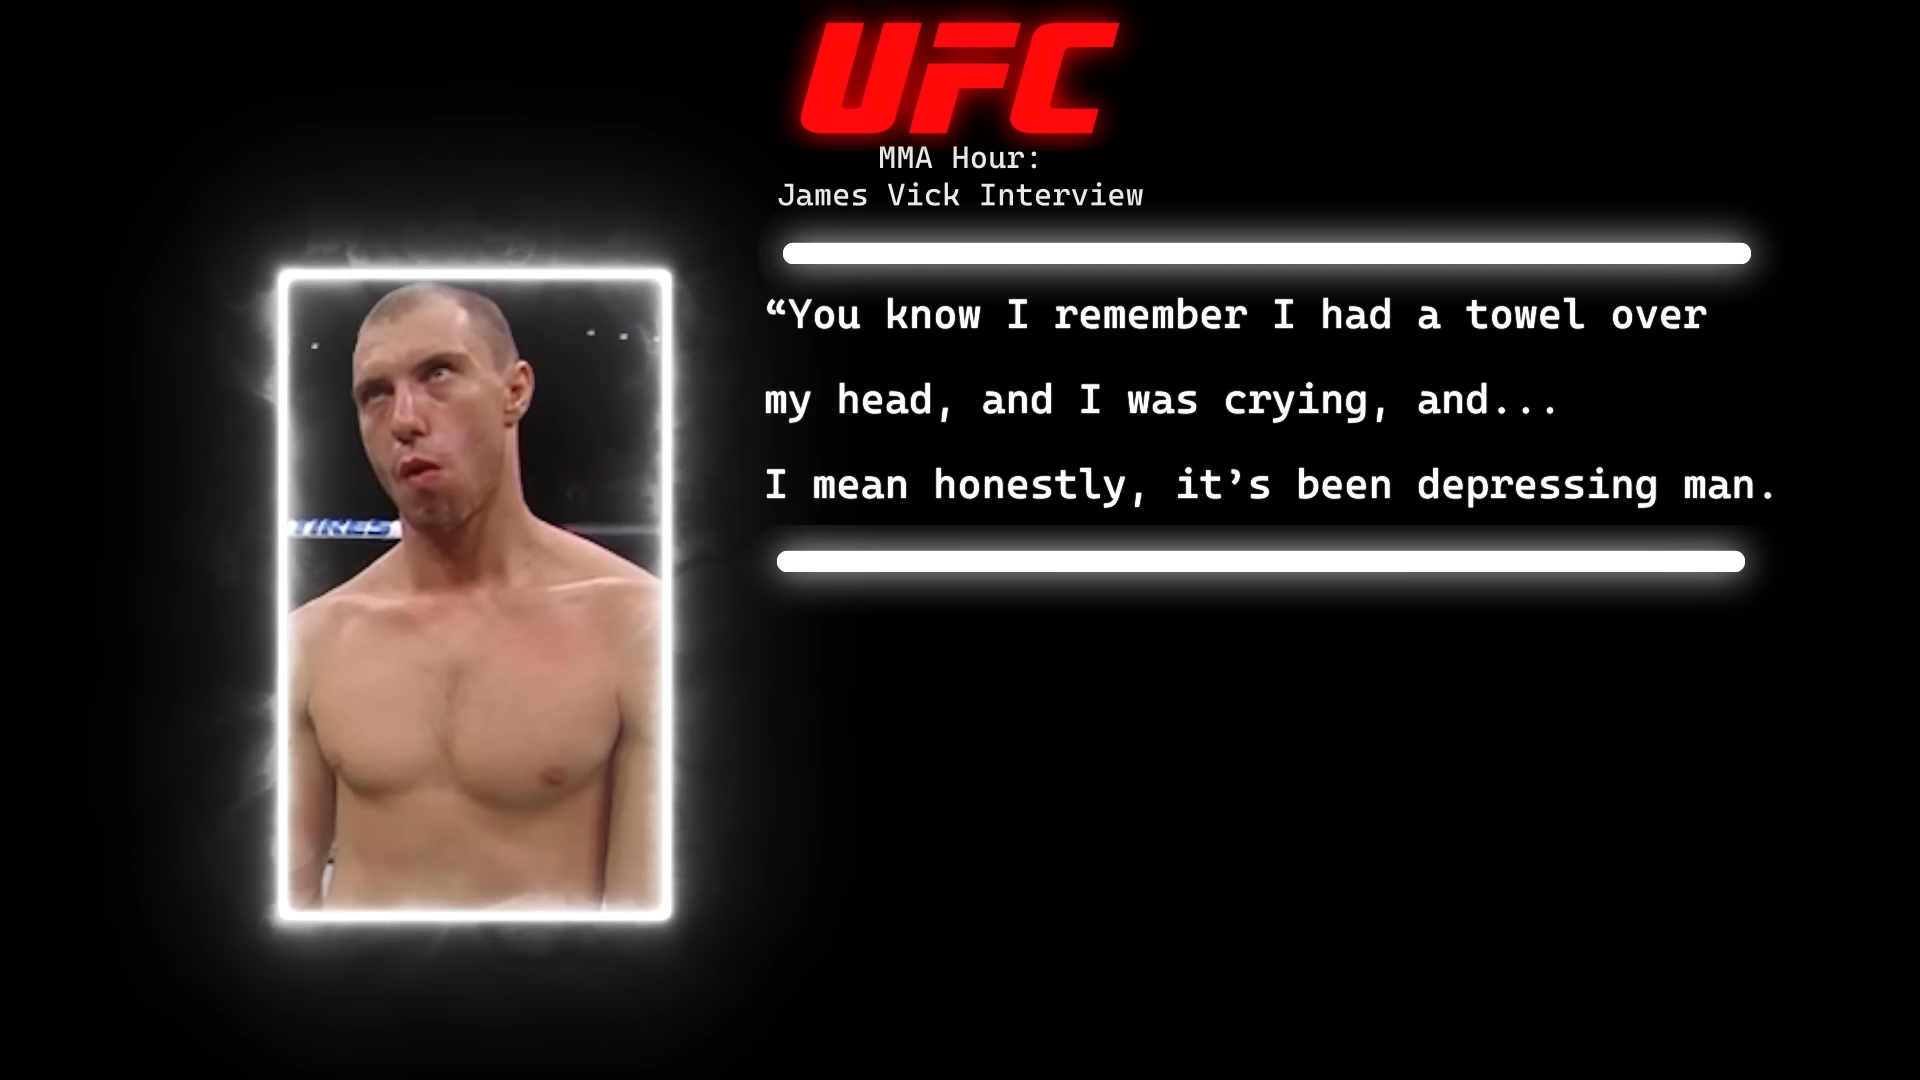 UFC
MMA Hour:
James Vick Interview
“You know I remember I had a towel over
my head, and I was crying, and...
I mean honestly, it’s been depressing man.
TIRES